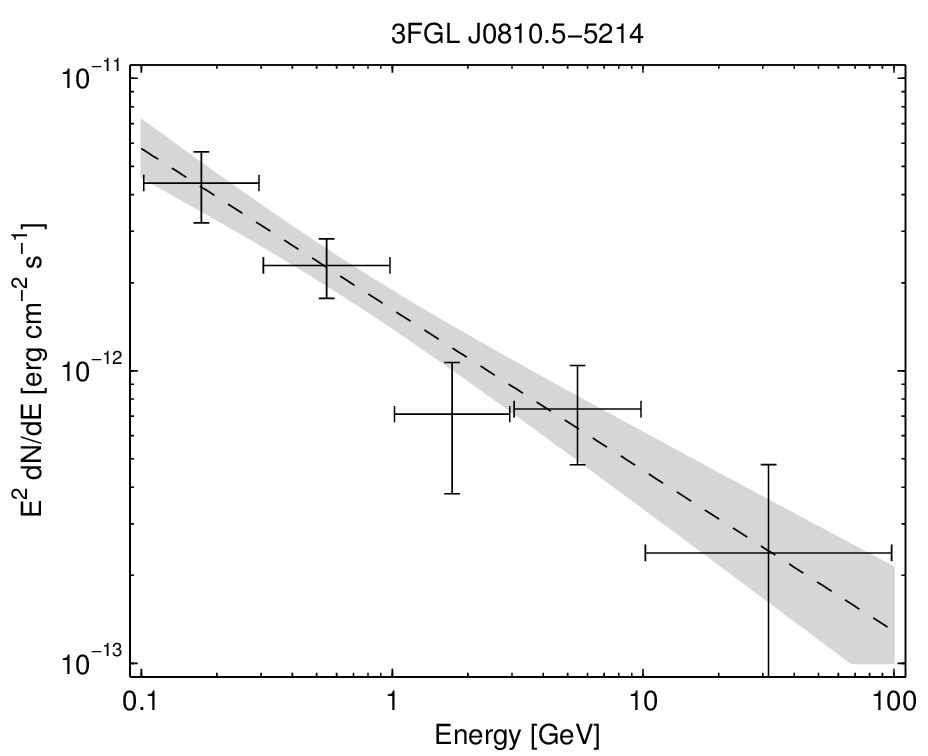 3FGL J0810.5−5214
10⁻¹¹
10⁻¹²
10⁻¹³
E² dN/dE [erg cm⁻² s⁻¹]
0.1 1 10 100
Energy [GeV]